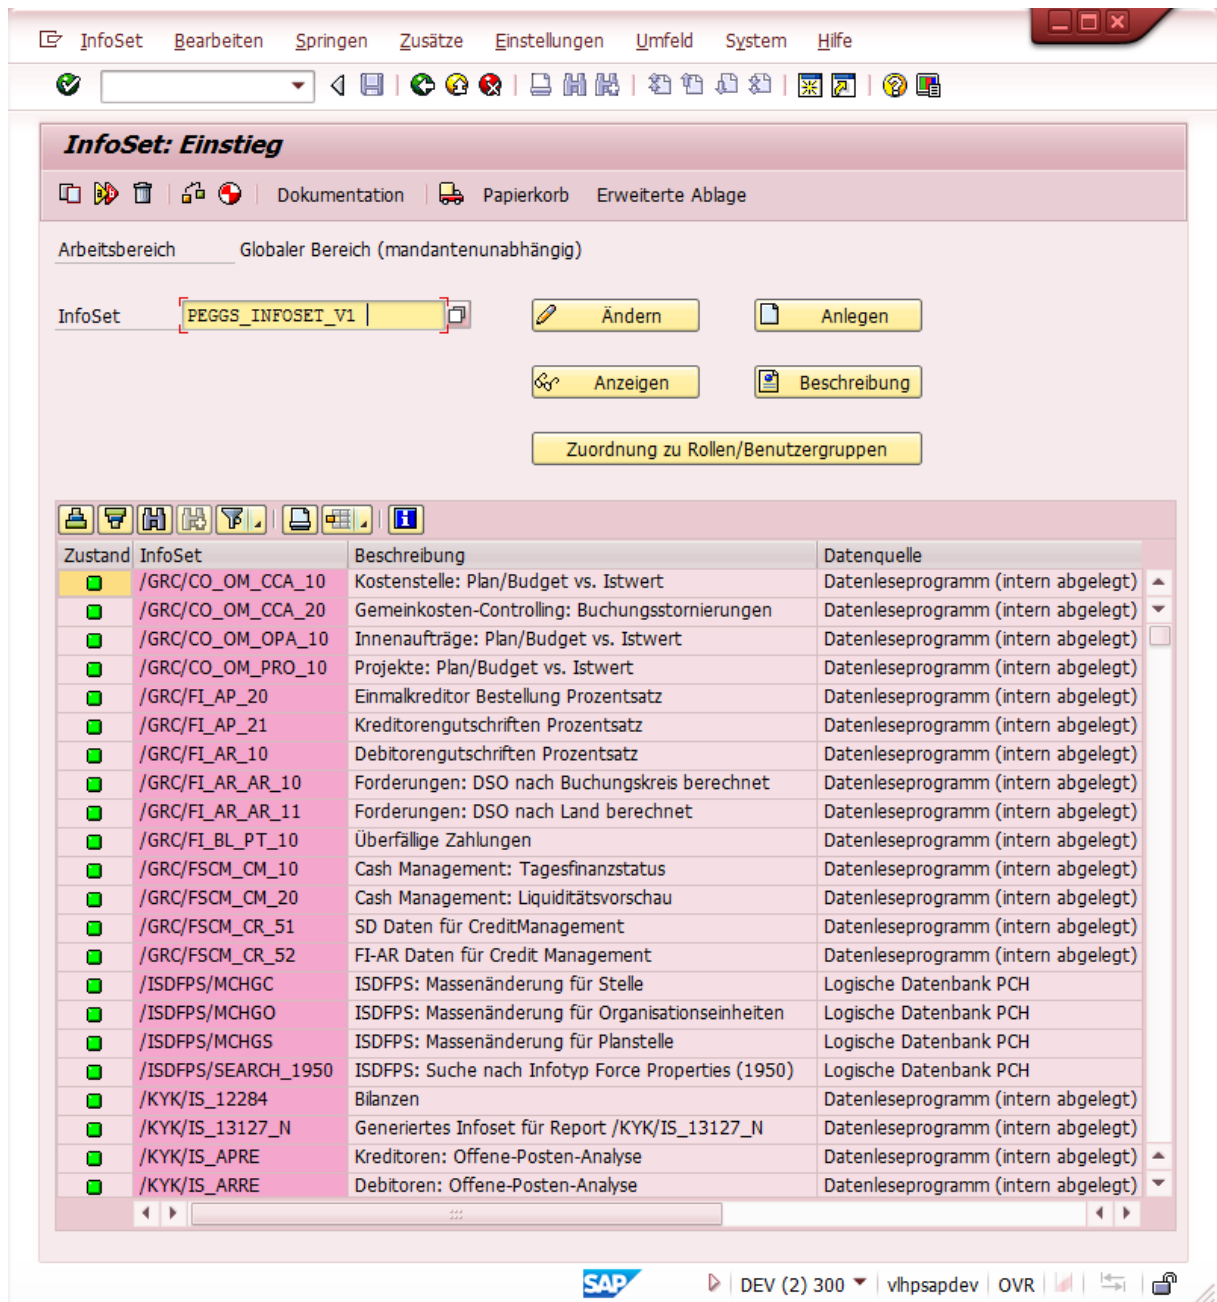 InfoSet Bearbeiten Springen Zusätze Einstellungen Umfeld System Hilfe
InfoSet: Einstieg
Dokumentation Papierkorb Erweiterte Ablage
Arbeitsbereich Globaler Bereich (mandantenunabhängig)
InfoSet PEGGS_INFOSET_V1 Ändern Anlegen
Anzeigen Beschreibung
Zuordnung zu Rollen/Benutzergruppen
Zustand InfoSet Beschreibung Datenquelle
/GRC/CO_OM_CCA_10 Kostenstelle: Plan/Budget vs. Istwert Datenleseprogramm (intern abgelegt)
/GRC/CO_OM_CCA_20 Gemeinkosten-Controlling: Buchungsstornierungen Datenleseprogramm (intern abgelegt)
/GRC/CO_OM_OPA_10 Innenaufträge: Plan/Budget vs. Istwert Datenleseprogramm (intern abgelegt)
/GRC/CO_OM_PRO_10 Projekte: Plan/Budget vs. Istwert Datenleseprogramm (intern abgelegt)
/GRC/FI_AP_20 Einmalkreditor Bestellung Prozentsatz Datenleseprogramm (intern abgelegt)
/GRC/FI_AP_21 Kreditorengutschriften Prozentsatz Datenleseprogramm (intern abgelegt)
/GRC/FI_AR_10 Debitorengutschriften Prozentsatz Datenleseprogramm (intern abgelegt)
/GRC/FI_AR_AR_10 Forderungen: DSO nach Buchungskreis berechnet Datenleseprogramm (intern abgelegt)
/GRC/FI_AR_AR_11 Forderungen: DSO nach Land berechnet Datenleseprogramm (intern abgelegt)
/GRC/FI_BL_PT_10 Überfällige Zahlungen Datenleseprogramm (intern abgelegt)
/GRC/FSCM_CM_10 Cash Management: Tagesfinanzstatus Datenleseprogramm (intern abgelegt)
/GRC/FSCM_CM_20 Cash Management: Liquiditätsvorschau Datenleseprogramm (intern abgelegt)
/GRC/FSCM_CR_51 SD Daten für CreditManagement Datenleseprogramm (intern abgelegt)
/GRC/FSCM_CR_52 FI-AR Daten für Credit Management Datenleseprogramm (intern abgelegt)
/ISDFPS/MCHGC ISDFPS: Massenänderung für Stelle Logische Datenbank PCH
/ISDFPS/MCHGO ISDFPS: Massenänderung für Organisationseinheiten Logische Datenbank PCH
/ISDFPS/MCHGS ISDFPS: Massenänderung für Planstelle Logische Datenbank PCH
/ISDFPS/SEARCH_1950 ISDFPS: Suche nach Infotyp Force Properties (1950) Logische Datenbank PCH
/KYK/IS_12284 Bilanzen Datenleseprogramm (intern abgelegt)
/KYK/IS_13127_N Generiertes Infoset für Report /KYK/IS_13127_N Datenleseprogramm (intern abgelegt)
/KYK/IS_APRE Kreditoren: Offene-Posten-Analyse Datenleseprogramm (intern abgelegt)
/KYK/IS_ARRE Debitoren: Offene-Posten-Analyse Datenleseprogramm (intern abgelegt)
SAP DEV (2) 300 vlhpsapdev OVR